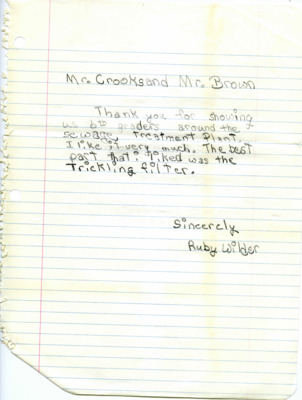 Mr. Crooks and Mr. Brown
Thank you for showing
us 6th graders around the
sewage treatment plant.
I like it very much. The best
part that i liked was the
trickling filter.
Sincerely
Ruby Wilder